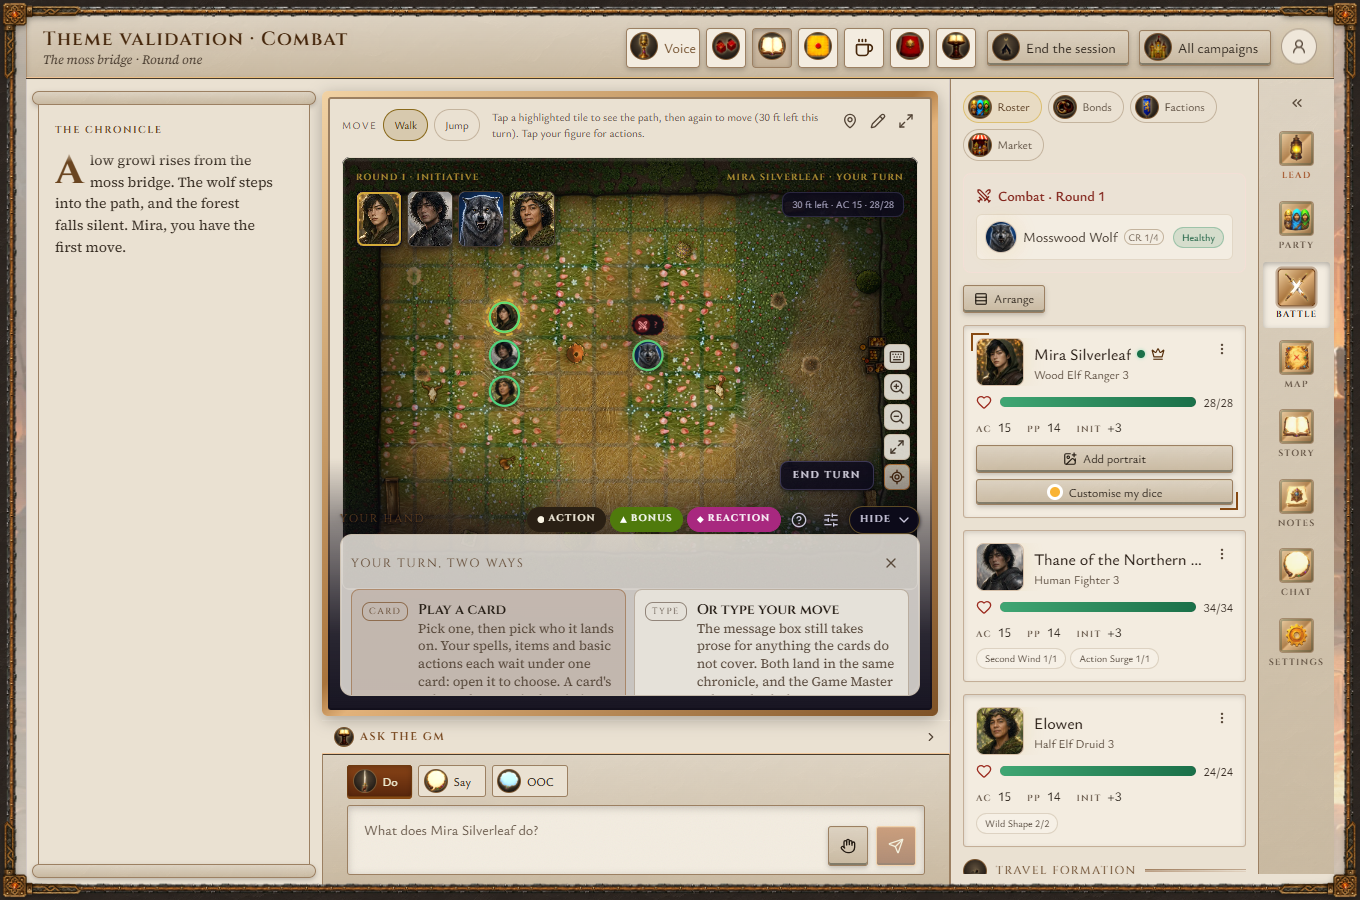 Theme validation · Combat
The moss bridge · Round one
Voice
End the session
All campaigns
THE CHRONICLE
A low growl rises from the
moss bridge. The wolf steps
into the path, and the forest
falls silent. Mira, you have the
first move.
MOVE
Walk
Jump
Tap a highlighted tile to see the path, then again to move (30 ft left this
turn). Tap your figure for actions.
ROUND 1 · INITIATIVE
MIRA SILVERLEAF · YOUR TURN
30 ft left · AC 15 · 28/28
?
END TURN
YOUR HAND
ACTION
BONUS
REACTION
HIDE
YOUR TURN, TWO WAYS
CARD
Play a card
Pick one, then pick who it lands
on. Your spells, items and basic
actions each wait under one
card: open it to choose. A card's
TYPE
Or type your move
The message box still takes
prose for anything the cards do
not cover. Both land in the same
chronicle, and the Game Master
ASK THE GM
Do
Say
OOC
What does Mira Silverleaf do?
Roster
Bonds
Factions
Market
Combat · Round 1
Mosswood Wolf
CR 1/4
Healthy
Arrange
Mira Silverleaf
Wood Elf Ranger 3
28/28
AC 15 PP 14 INIT +3
Add portrait
Customise my dice
Thane of the Northern ...
Human Fighter 3
34/34
AC 15 PP 14 INIT +3
Second Wind 1/1
Action Surge 1/1
Elowen
Half Elf Druid 3
24/24
AC 15 PP 14 INIT +3
Wild Shape 2/2
TRAVEL FORMATION
LEAD
PARTY
BATTLE
MAP
STORY
NOTES
CHAT
SETTINGS